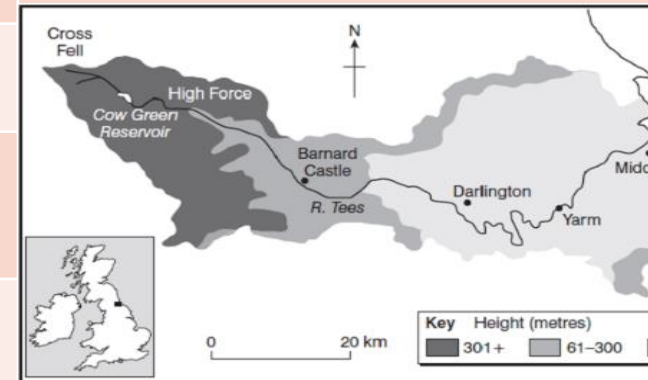 Cross
Fell
N
High Force
Cow Green
Reservoir
Barnard
Castle
R. Tees
Darlington
Yarm
0 20 km
Key Height (metres)
301+ 61–300